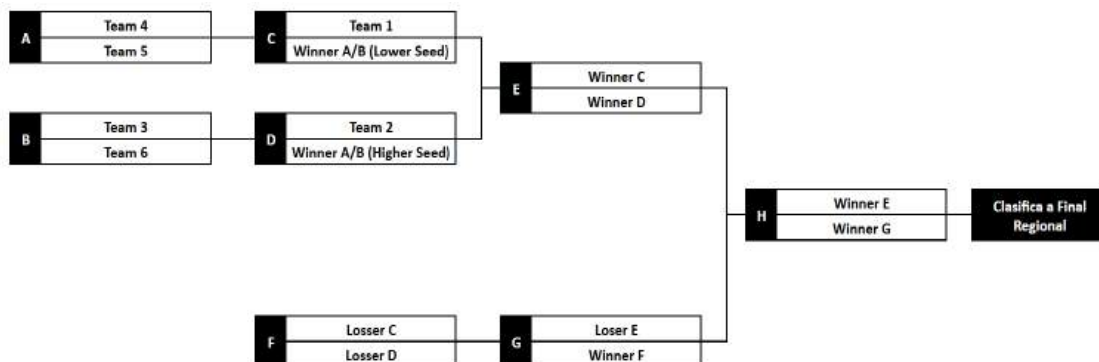 A
Team 4
Team 5
C
Team 1
Winner A/B (Lower Seed)
E
Winner C
Winner D
B
Team 3
Team 6
D
Team 2
Winner A/B (Higher Seed)
H
Winner E
Winner G
Clasifica a Final
Regional
F
Losser C
Losser D
G
Loser E
Winner F